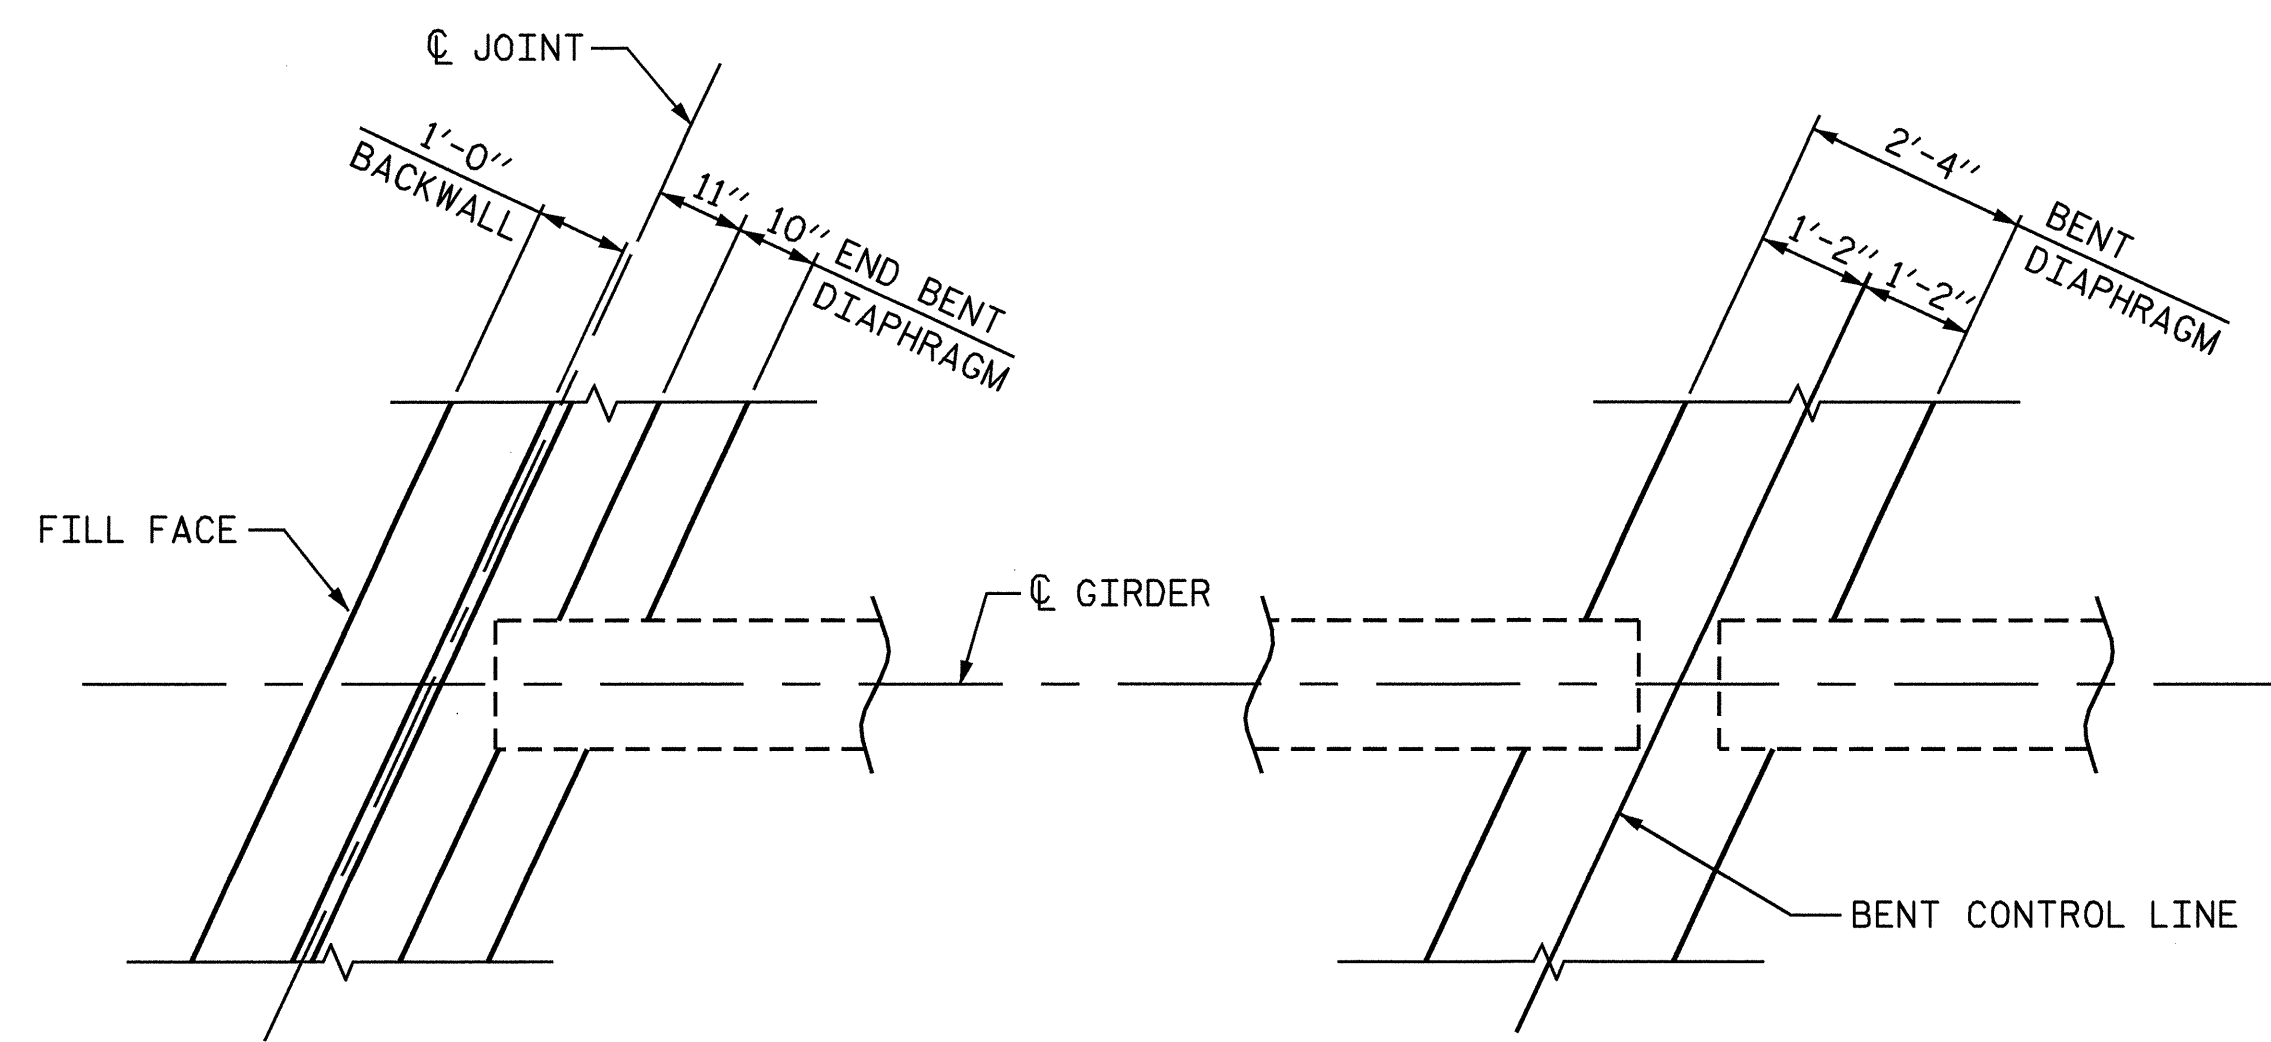 ℄ JOINT
1'-0"
BACKWALL
11"
10"
END BENT
DIAPHRAGM
2'-4"
BENT
DIAPHRAGM
1'-2"
1'-2"
FILL FACE
℄ GIRDER
BENT CONTROL LINE